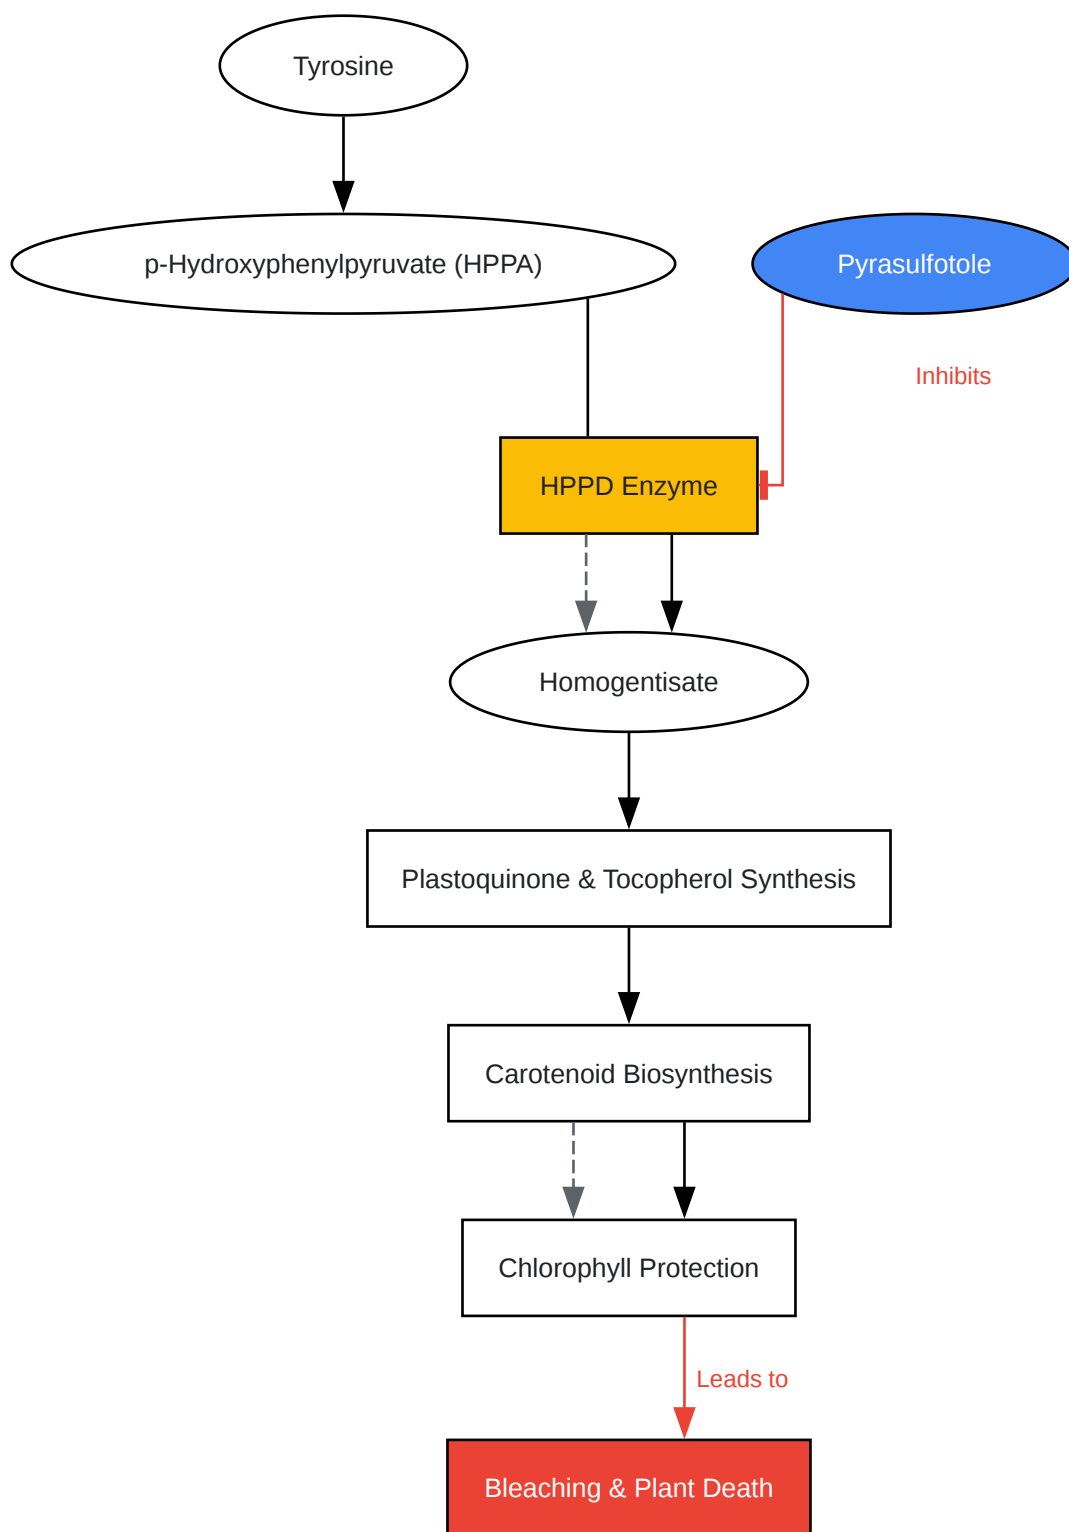 Tyrosine
p-Hydroxyphenylpyruvate (HPPA)
Pyrasulfotole
Inhibits
HPPD Enzyme
Homogentisate
Plastoquinone & Tocopherol Synthesis
Carotenoid Biosynthesis
Chlorophyll Protection
Leads to
Bleaching & Plant Death